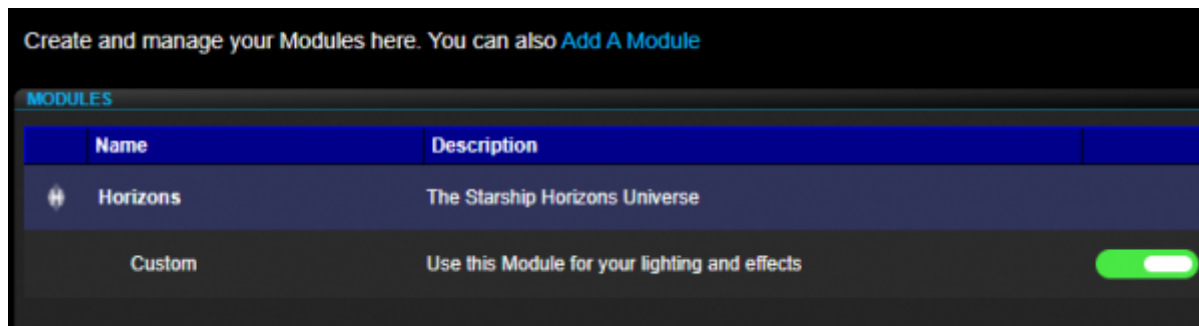 Create and manage your Modules here. You can also Add A Module
MODULES
Name Description
Horizons The Starship Horizons Universe
Custom Use this Module for your lighting and effects